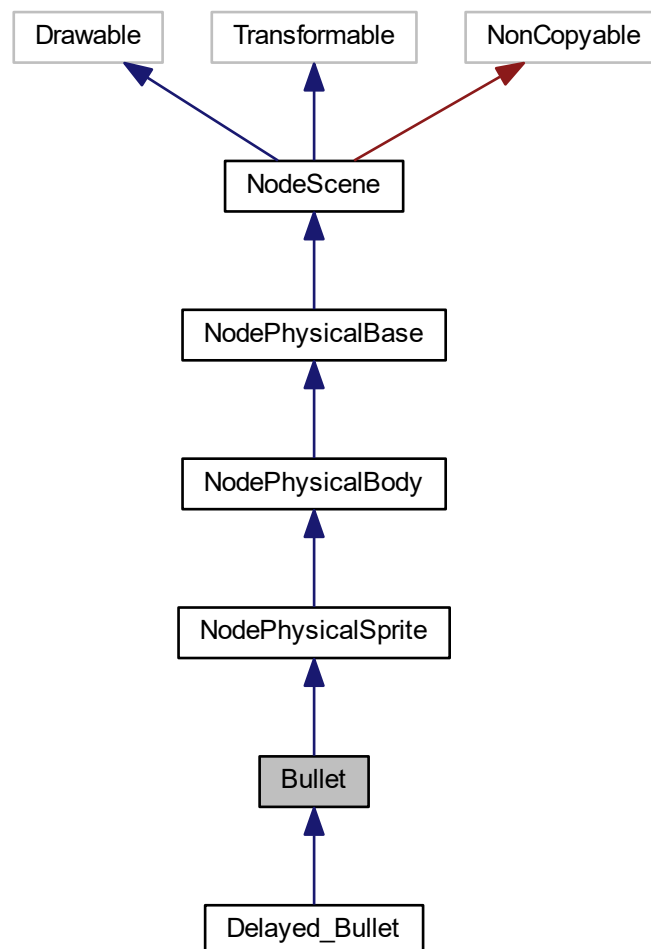 Drawable
Transformable
NonCopyable
NodeScene
NodePhysicalBase
NodePhysicalBody
NodePhysicalSprite
Bullet
Delayed_Bullet